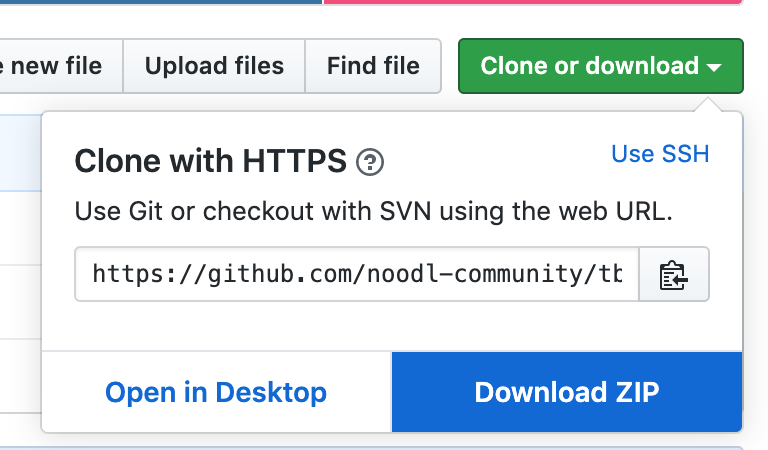 new file
Upload files
Find file
Clone or download
Clone with HTTPS
Use SSH
Use Git or checkout with SVN using the web URL.
https://github.com/noodl-community/tb
Open in Desktop
Download ZIP